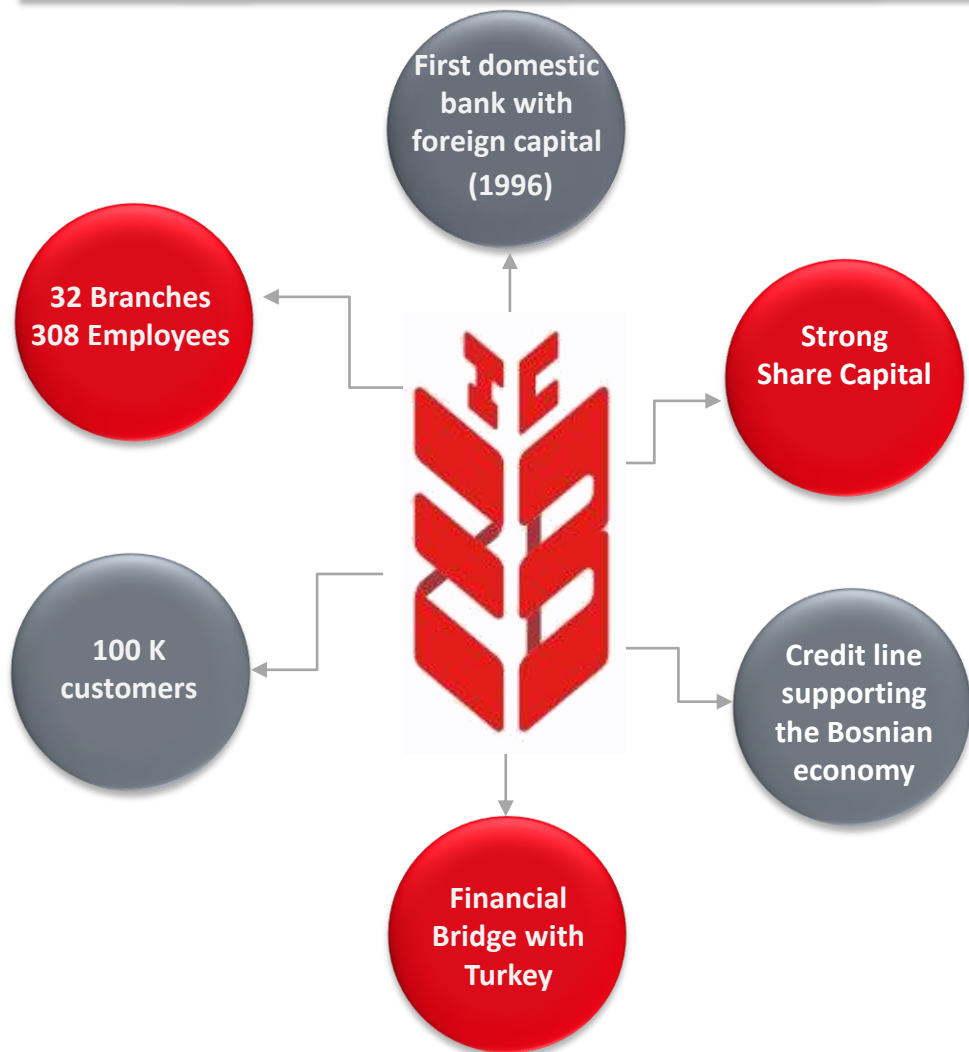 First domestic
bank with
foreign capital
(1996)
32 Branches
308 Employees
Strong
Share Capital
TC
100 K
customers
Credit line
supporting
the Bosnian
economy
Financial
Bridge with
Turkey